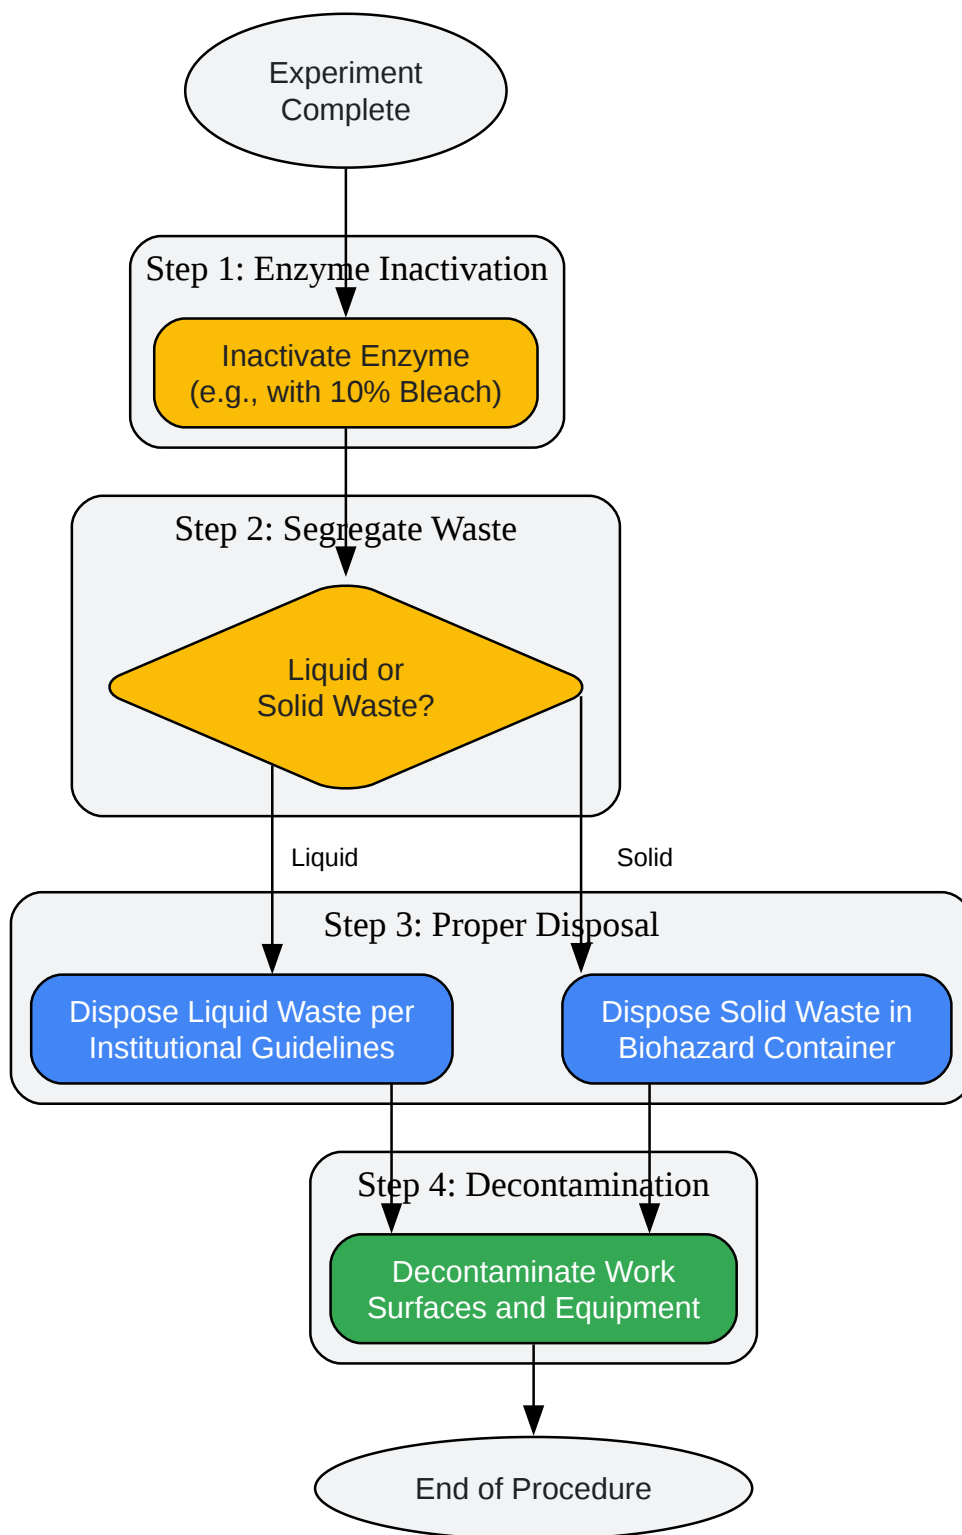 Experiment
Complete
Step 1: Enzyme Inactivation
Inactivate Enzyme
(e.g., with 10% Bleach)
Step 2: Segregate Waste
Liquid or
Solid Waste?
Liquid
Solid
Step 3: Proper Disposal
Dispose Liquid Waste per
Institutional Guidelines
Dispose Solid Waste in
Biohazard Container
Step 4: Decontamination
Decontaminate Work
Surfaces and Equipment
End of Procedure